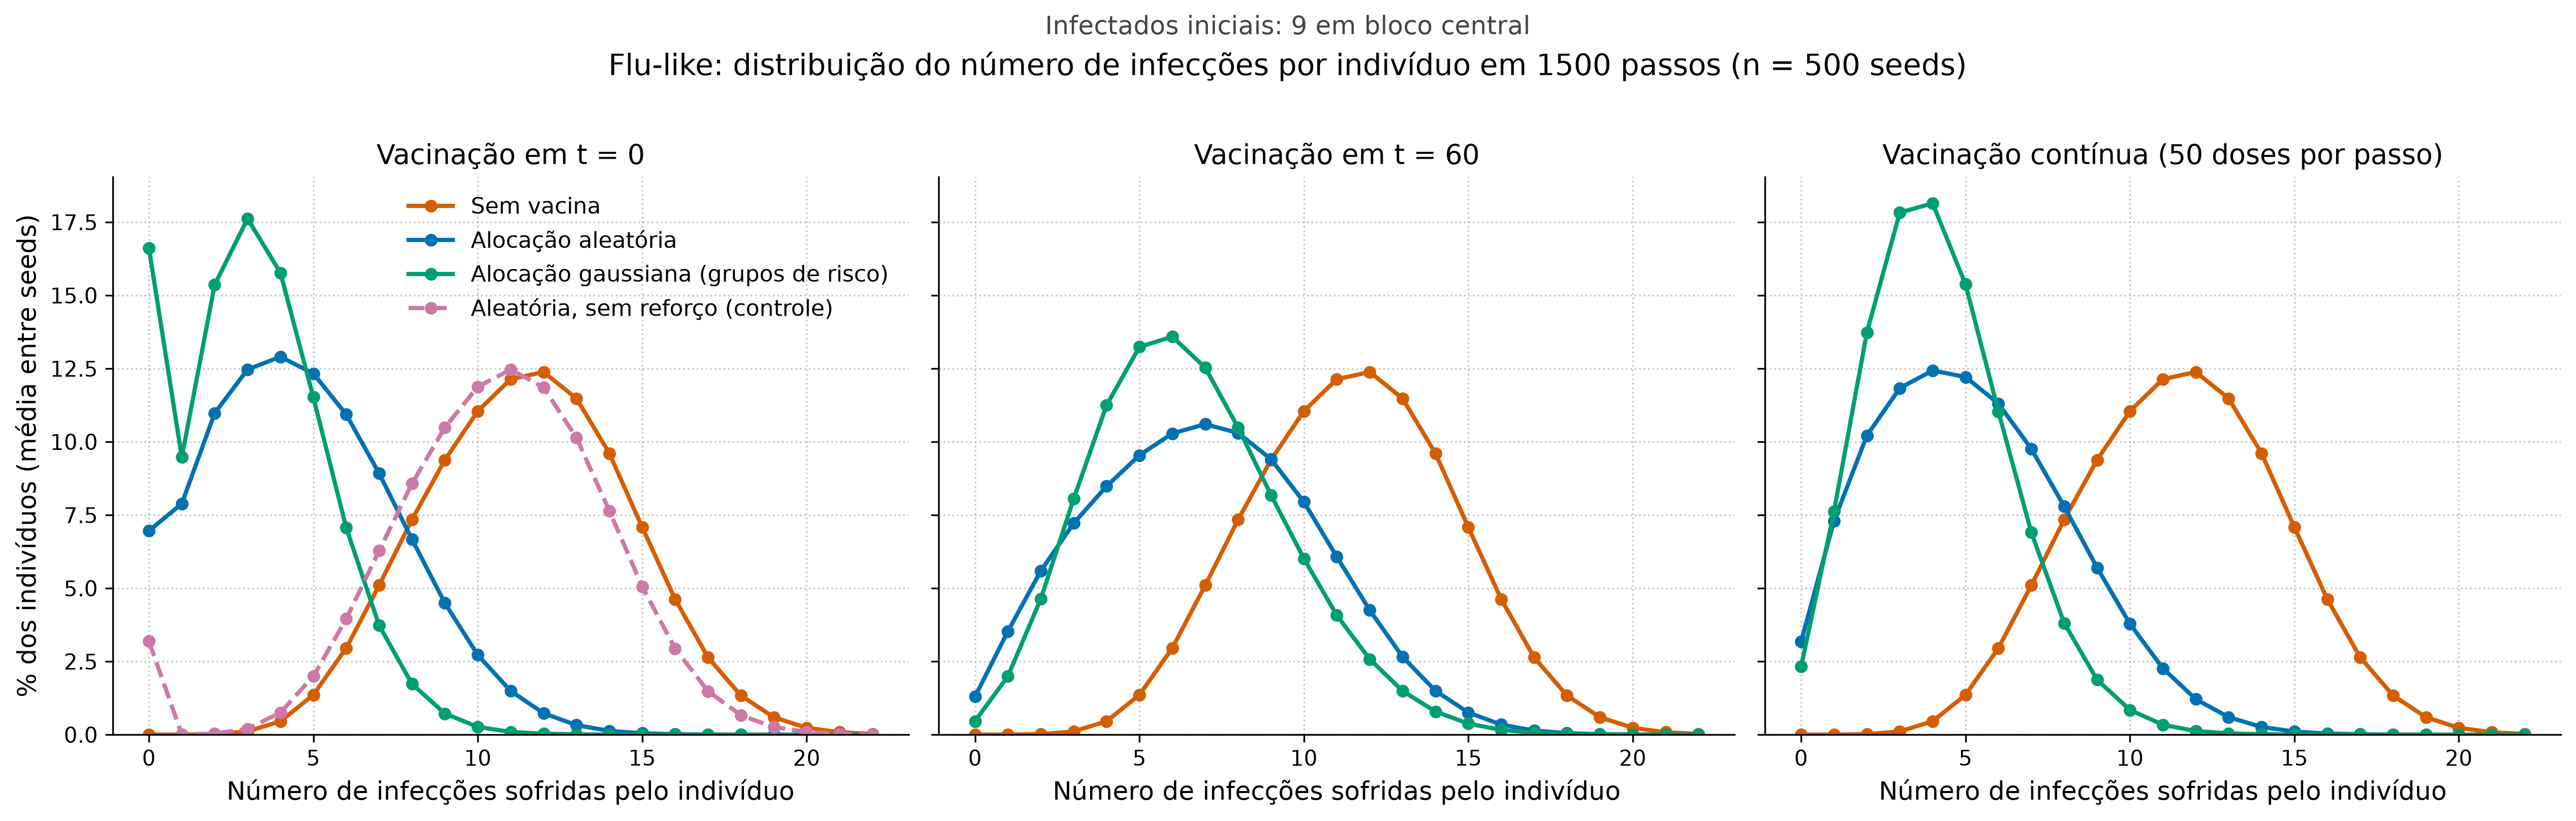 Infectados iniciais: 9 em bloco central
Flu-like: distribuição do número de infecções por indivíduo em 1500 passos (n = 500 seeds)
Vacinação em t = 0
Vacinação em t = 60
Vacinação contínua (50 doses por passo)
% dos indivíduos (média entre seeds)
17.5
15.0
12.5
10.0
7.5
5.0
2.5
0.0
Sem vacina
Alocação aleatória
Alocação gaussiana (grupos de risco)
Aleatória, sem reforço (controle)
0 5 10 15 20
0 5 10 15 20
0 5 10 15 20
Número de infecções sofridas pelo indivíduo
Número de infecções sofridas pelo indivíduo
Número de infecções sofridas pelo indivíduo